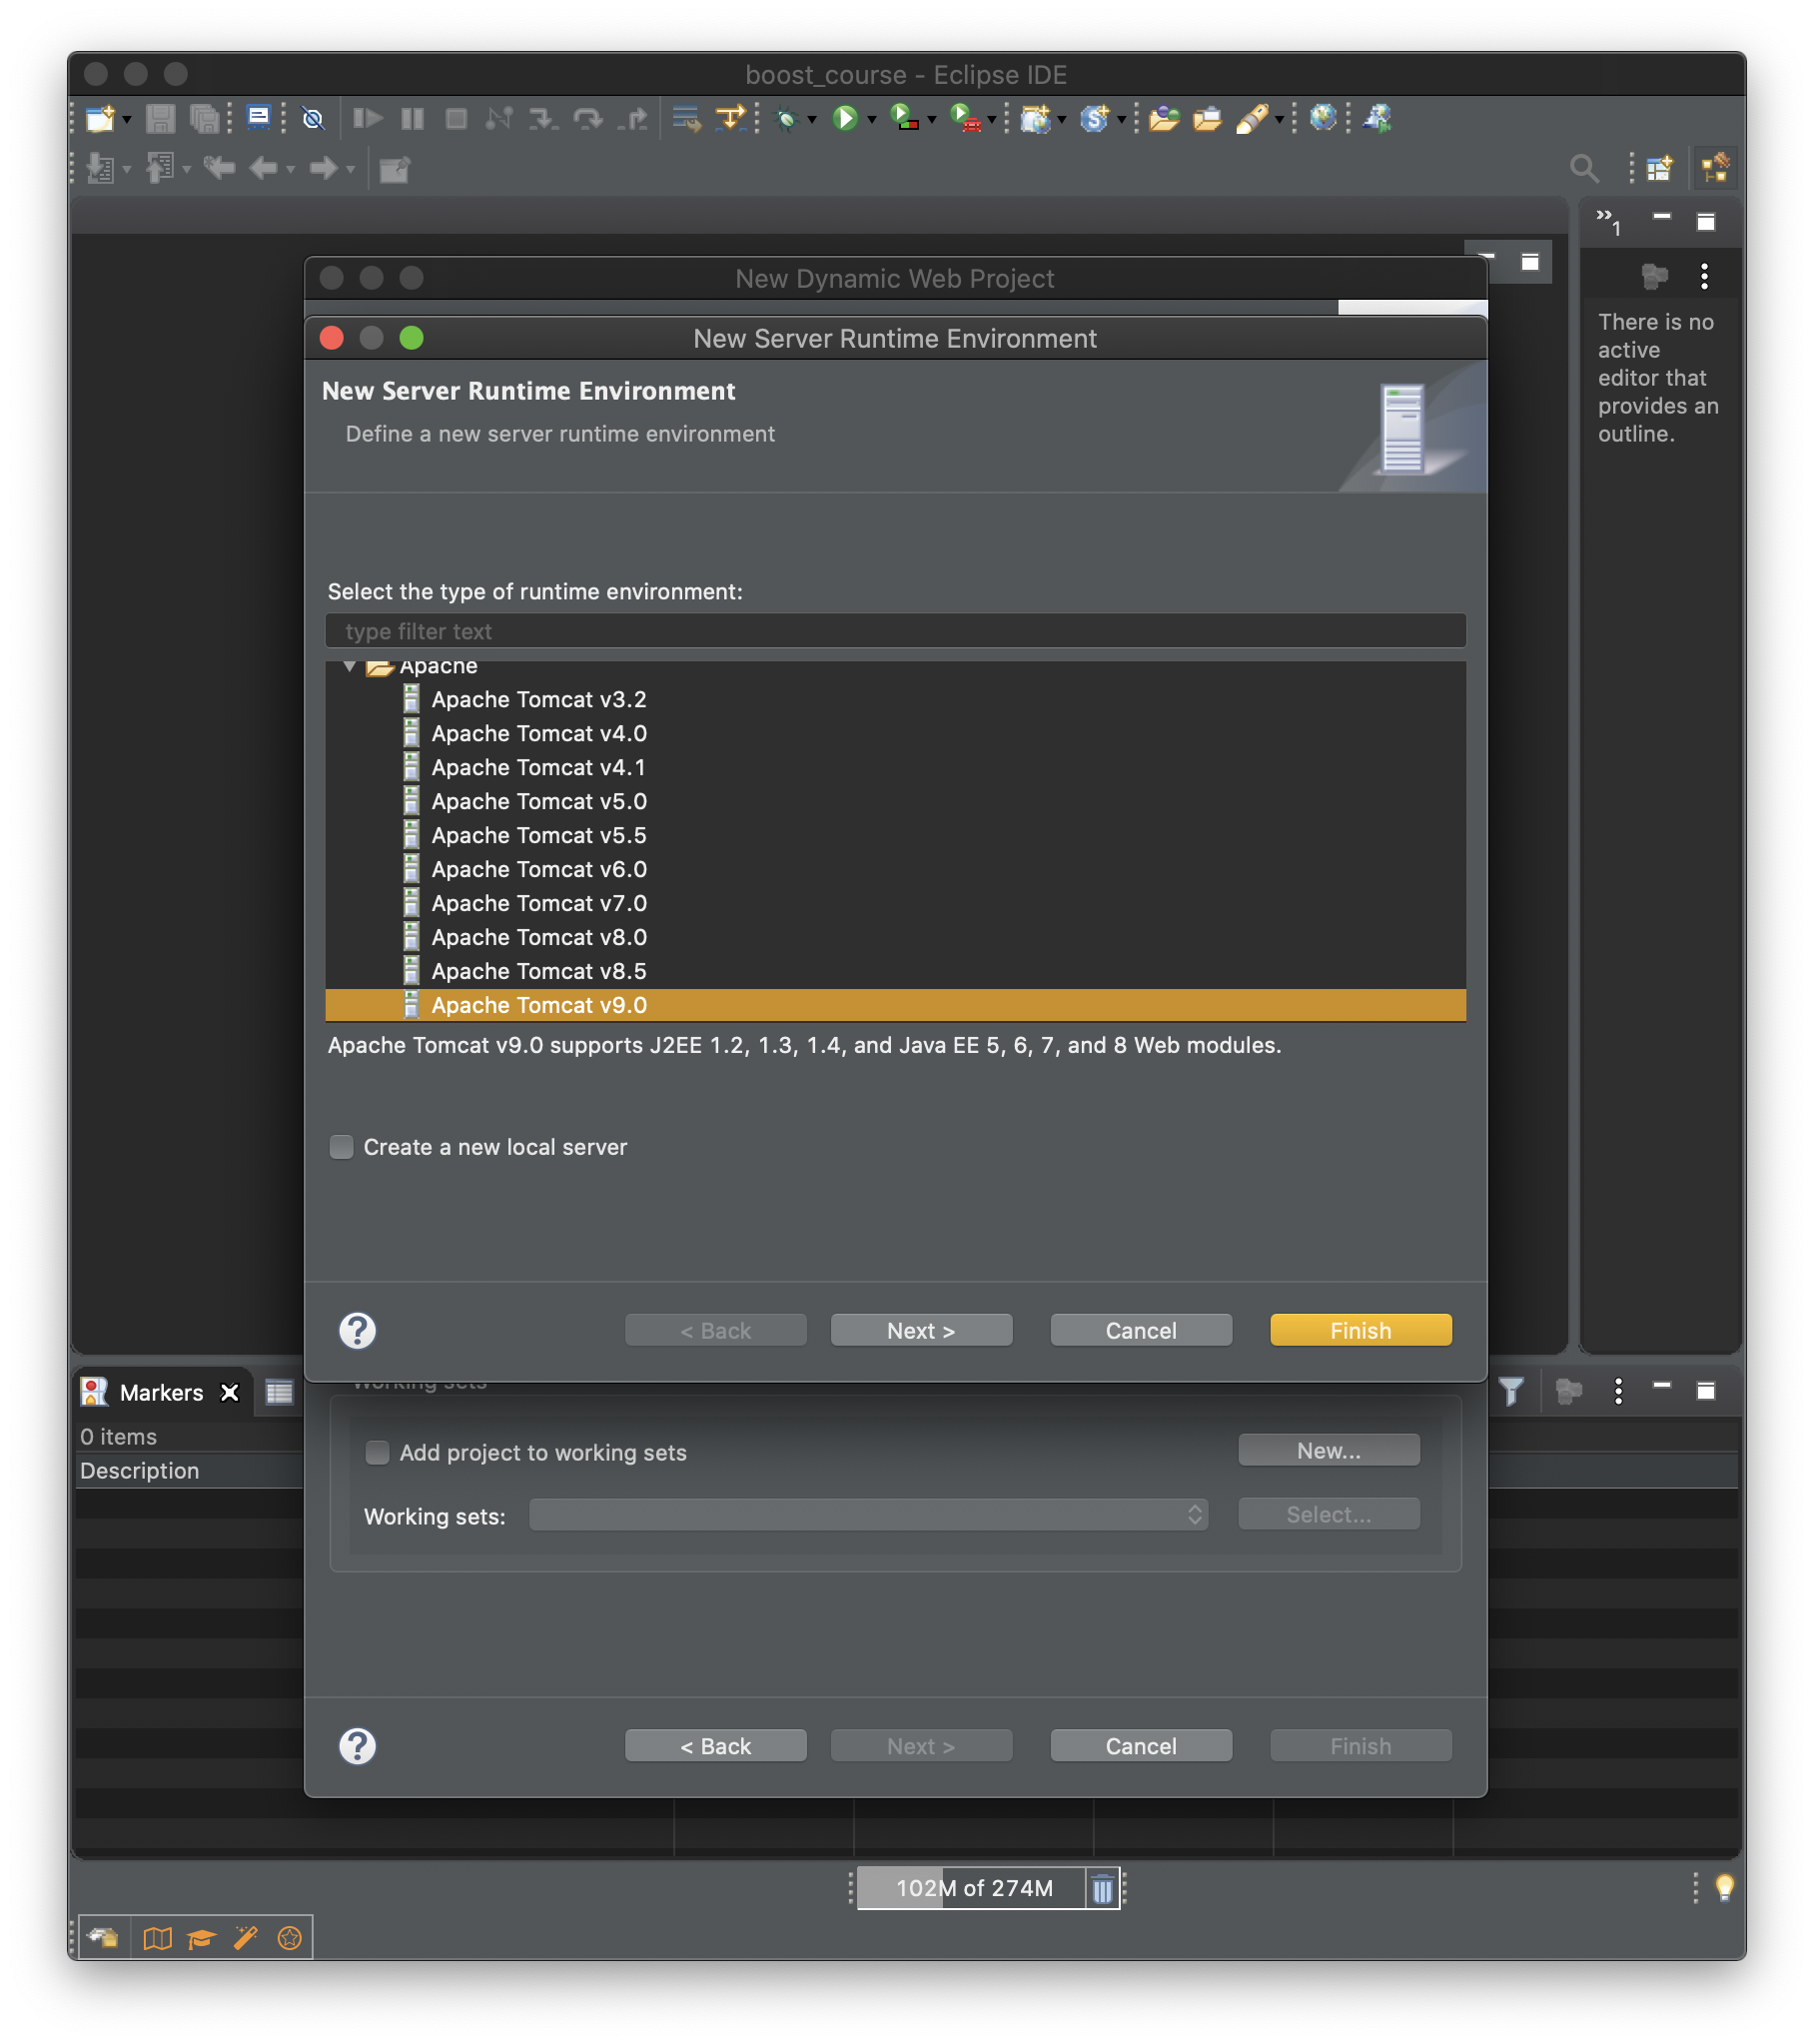 boost_course - Eclipse IDE
»1
New Dynamic Web Project
There is no
active
editor that
provides an
outline.
New Server Runtime Environment
New Server Runtime Environment
Define a new server runtime environment
Select the type of runtime environment:
type filter text
Apache
Apache Tomcat v3.2
Apache Tomcat v4.0
Apache Tomcat v4.1
Apache Tomcat v5.0
Apache Tomcat v5.5
Apache Tomcat v6.0
Apache Tomcat v7.0
Apache Tomcat v8.0
Apache Tomcat v8.5
Apache Tomcat v9.0
Apache Tomcat v9.0 supports J2EE 1.2, 1.3, 1.4, and Java EE 5, 6, 7, and 8 Web modules.
Create a new local server
< Back Next > Cancel Finish
Working sets
Markers
0 items
Description
Add project to working sets New...
Working sets: Select...
< Back Next > Cancel Finish
102M of 274M